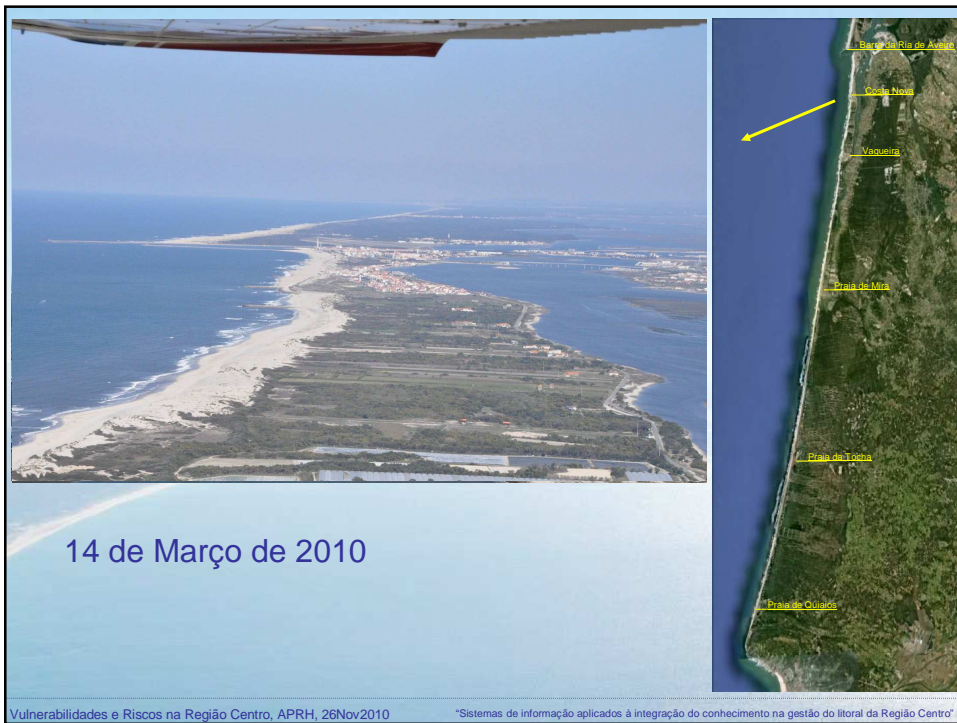 Barra da Ria de Aveiro
Costa Nova
Vagueira
Praia de Mira
Praia da Tocha
Praia de Quiaios
14 de Março de 2010
Vulnerabilidades e Riscos na Região Centro, APRH, 26Nov2010
“Sistemas de informação aplicados à integração do conhecimento na gestão do litoral da Região Centro”